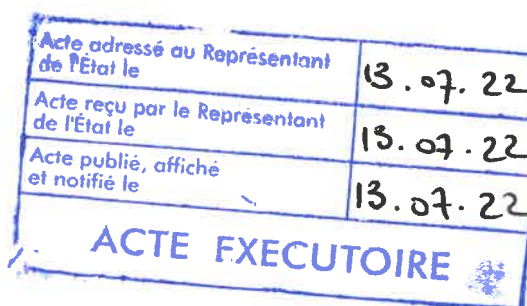 Acte adressé au Représentant
de l'État le
13.07.22
Acte reçu par le Représentant
de l'État le
13.07.22
Acte publié, affiché
et notifié le
13.07.22
ACTE EXECUTOIRE